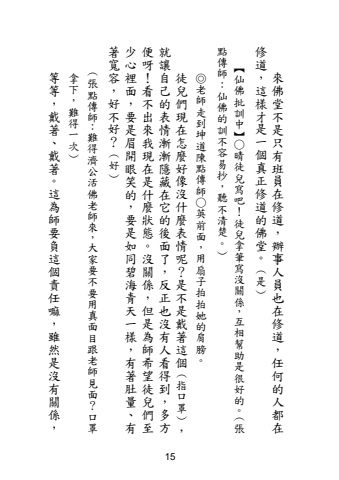 來佛堂不是只有班員在修道，辦事人員也在修道，任何的人都在
修道，這樣才是一個真正修道的佛堂。（是）
【仙佛批訓中】○晴徒兒寫吧！徒兒拿筆寫沒關係，互相幫助是很好的。（張
點傳師：仙佛的訓不容易抄，聽不清楚。）
◎老師走到坤道陳點傳師○英前面，用扇子拍拍她的肩膀。
徒兒們現在怎麼好像沒什麼表情呢？是不是戴著這個（指口罩），
就讓自己的表情漸漸隱藏在它的後面了，反正也沒有人看得到，多方
便呀！看不出來我現在是什麼狀態。沒關係，但是為師希望徒兒們至
少心裡面，要是眉開眼笑的，要是如同碧海青天一樣，有著肚量、有
著寬容，好不好？（好）
（張點傳師：難得濟公活佛老師來，大家要不要用真面目跟老師見面？口罩
拿下，難得一次）
等等，戴著、戴著。這為師要負這個責任嘛，雖然是沒有關係，
15